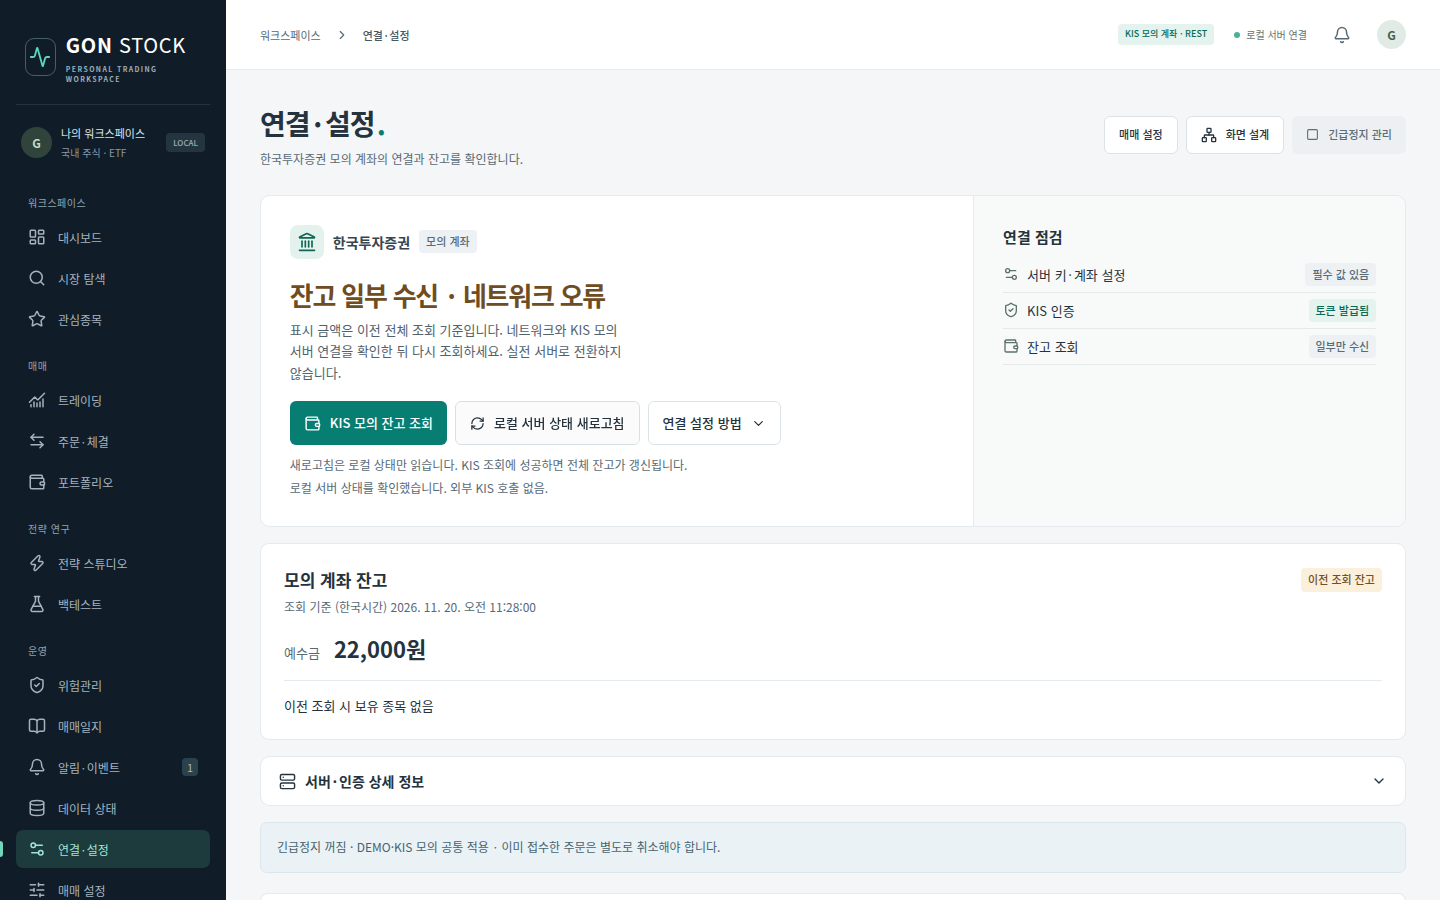 GON STOCK
PERSONAL TRADING
WORKSPACE
G
나의 워크스페이스
국내 주식 · ETF
LOCAL
워크스페이스
대시보드
시장 탐색
관심종목
매매
트레이딩
주문·체결
포트폴리오
전략 연구
전략 스튜디오
백테스트
운영
위험관리
매매일지
알림·이벤트
1
데이터 상태
연결·설정
매매 설정
워크스페이스
연결·설정
KIS 모의 계좌 · REST
로컬 서버 연결
G
연결·설정.
한국투자증권 모의 계좌의 연결과 잔고를 확인합니다.
매매 설정
화면 설계
긴급정지 관리
한국투자증권
모의 계좌
잔고 일부 수신 · 네트워크 오류
표시 금액은 이전 전체 조회 기준입니다. 네트워크와 KIS 모의
서버 연결을 확인한 뒤 다시 조회하세요. 실전 서버로 전환하지
않습니다.
KIS 모의 잔고 조회
로컬 서버 상태 새로고침
연결 설정 방법
새로고침은 로컬 상태만 읽습니다. KIS 조회에 성공하면 전체 잔고가 갱신됩니다.
로컬 서버 상태를 확인했습니다. 외부 KIS 호출 없음.
연결 점검
서버 키·계좌 설정
필수 값 있음
KIS 인증
토큰 발급됨
잔고 조회
일부만 수신
모의 계좌 잔고
이전 조회 잔고
조회 기준 (한국시간) 2026. 11. 20. 오전 11:28:00
예수금 22,000원
이전 조회 시 보유 종목 없음
서버·인증 상세 정보
긴급정지 꺼짐 · DEMO·KIS 모의 공통 적용 · 이미 접수한 주문은 별도로 취소해야 합니다.